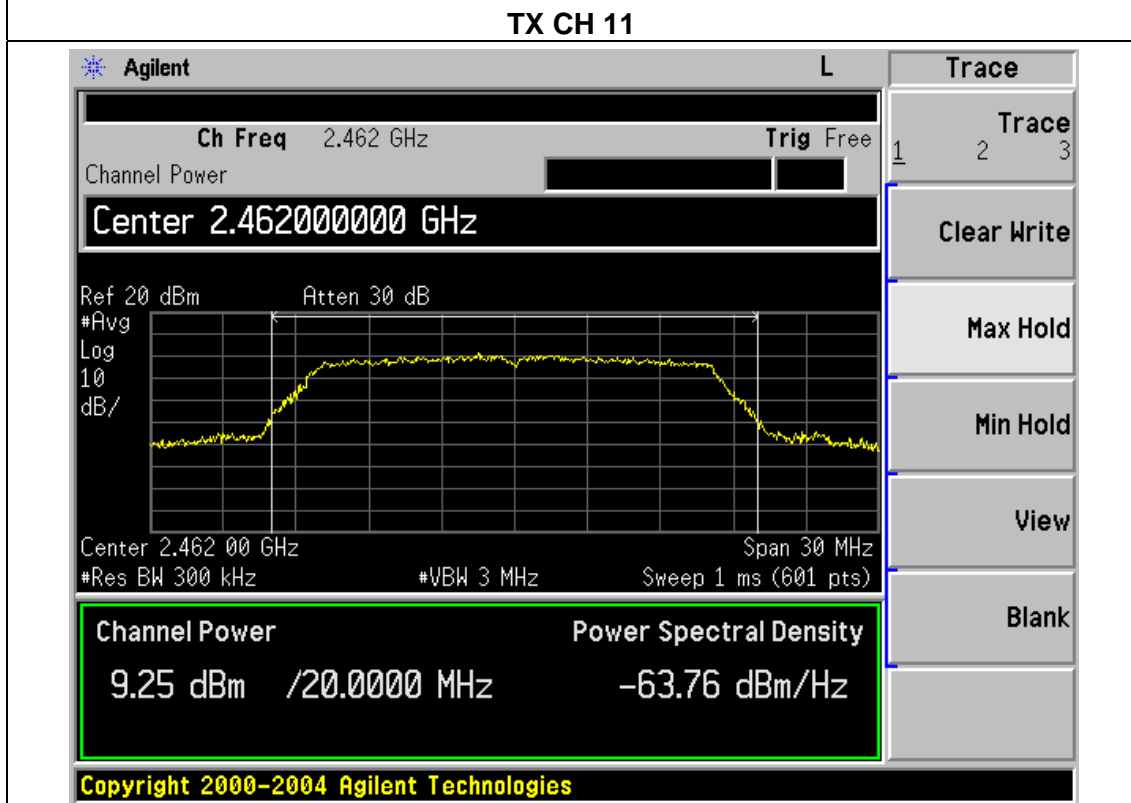 TX CH 11
Agilent L Trace
Ch Freq 2.462 GHz Trig Free
Channel Power
Center 2.462000000 GHz
Ref 20 dBm Atten 30 dB
#Avg
Log
10
dB/
Center 2.462 00 GHz Span 30 MHz
#Res BW 300 kHz #VBW 3 MHz Sweep 1 ms (601 pts)
Channel Power Power Spectral Density
9.25 dBm /20.0000 MHz -63.76 dBm/Hz
Copyright 2000-2004 Agilent Technologies
Trace
1 2 3
Clear Write
Max Hold
Min Hold
View
Blank